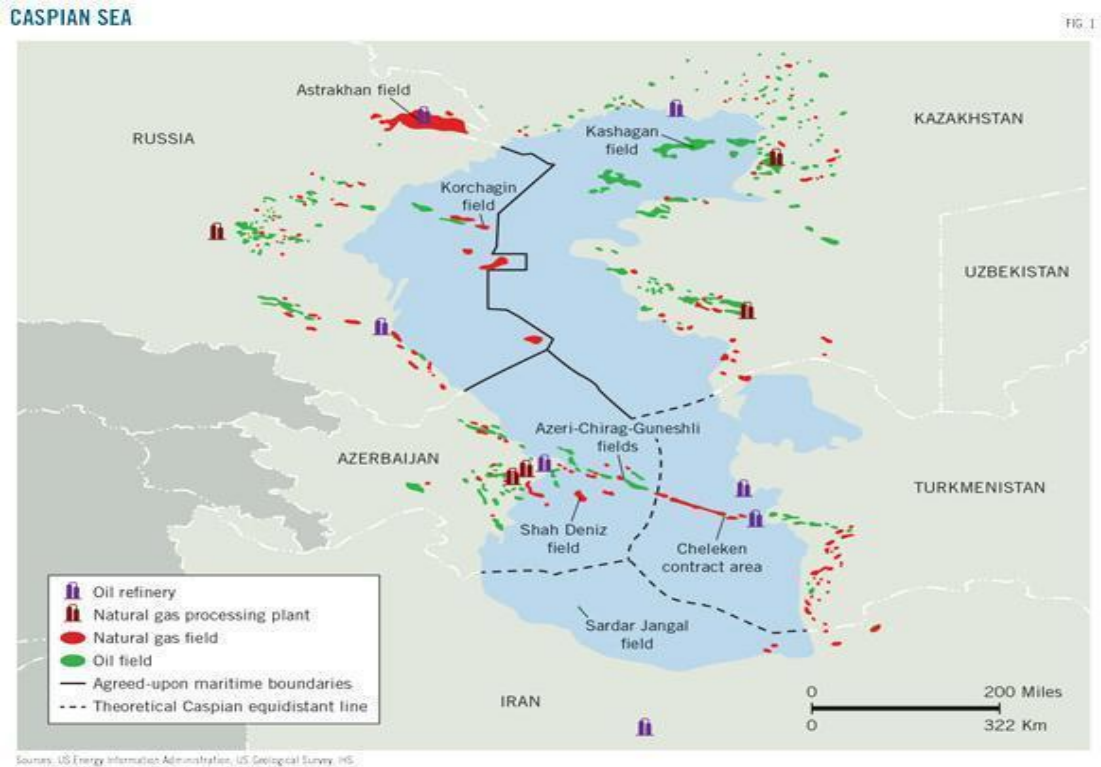 CASPIAN SEA
FIG. 1
Astrakhan field
RUSSIA
KAZAKHSTAN
Kashagan
field
Korchagin
field
UZBEKISTAN
Azeri-Chirag-Guneshli
fields
AZERBAIJAN
TURKMENISTAN
Shah Deniz
field
Cheleken
contract area
Sardar Jangal
field
IRAN
Oil refinery
Natural gas processing plant
Natural gas field
Oil field
Agreed-upon maritime boundaries
Theoretical Caspian equidistant line
0
200 Miles
0
322 Km
Sources: US Energy Information Administration, US Geological Survey, IHS